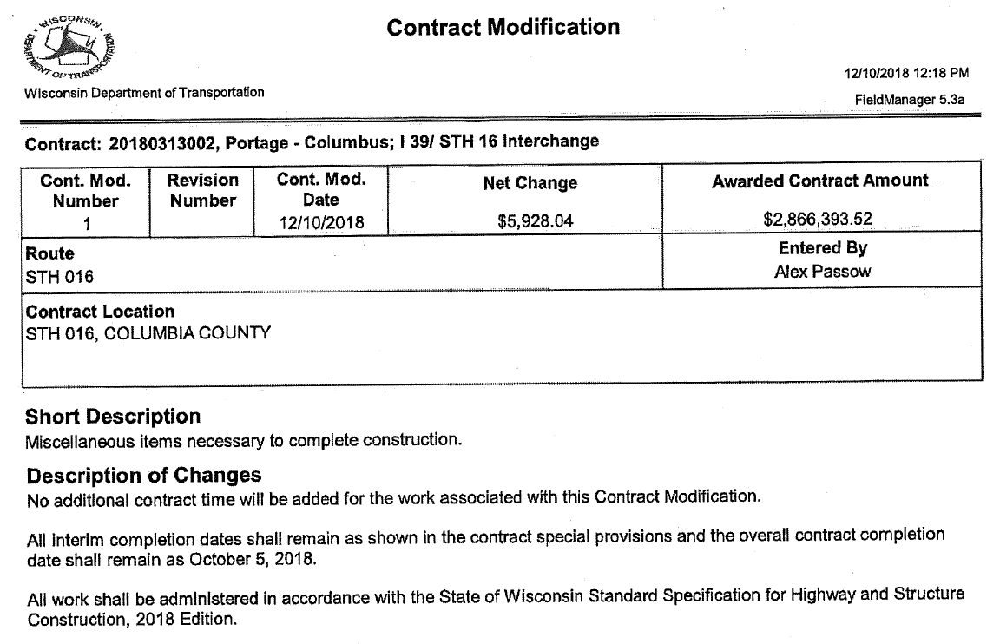 WISCONSIN
DEPARTMENT OF TRANSPORTATION
Contract Modification
12/10/2018 12:18 PM
Wisconsin Department of Transportation
FieldManager 5.3a
Contract: 20180313002, Portage - Columbus; I 39/ STH 16 Interchange
Cont. Mod. Number
1
Revision Number
Cont. Mod. Date
12/10/2018
Net Change
$5,928.04
Awarded Contract Amount
$2,866,393.52
Route
STH 016
Entered By
Alex Passow
Contract Location
STH 016, COLUMBIA COUNTY
Short Description
Miscellaneous items necessary to complete construction.
Description of Changes
No additional contract time will be added for the work associated with this Contract Modification.
All interim completion dates shall remain as shown in the contract special provisions and the overall contract completion
date shall remain as October 5, 2018.
All work shall be administered in accordance with the State of Wisconsin Standard Specification for Highway and Structure
Construction, 2018 Edition.